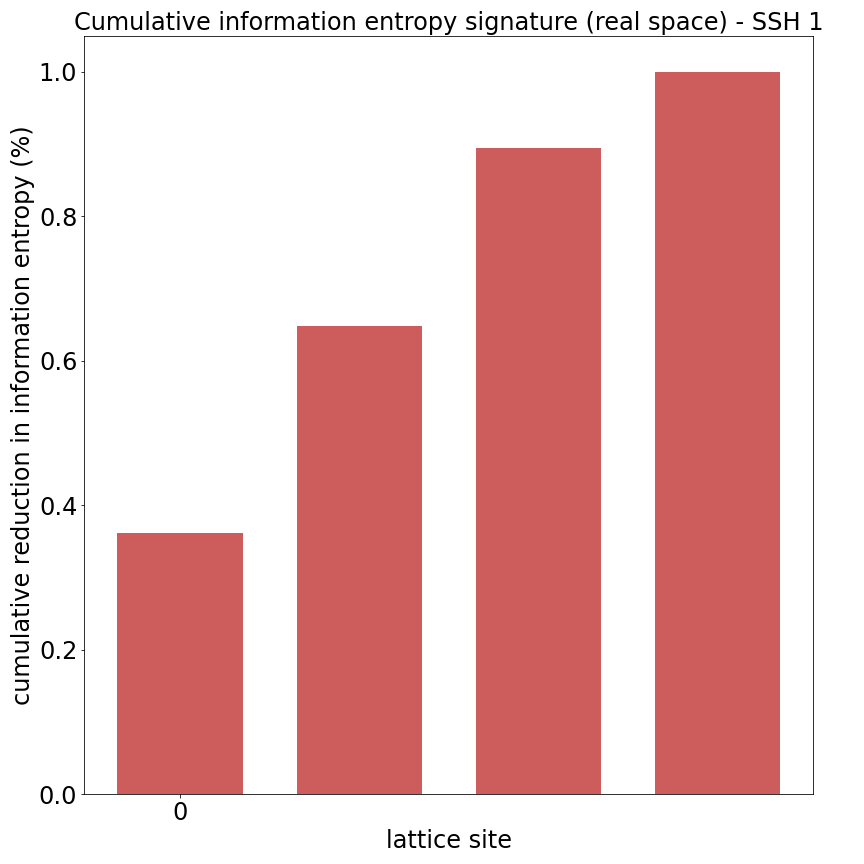 Cumulative information entropy signature (real space) - SSH 1
cumulative reduction in information entropy (%)
1.0
0.8
0.6
0.4
0.2
0.0
0
lattice site